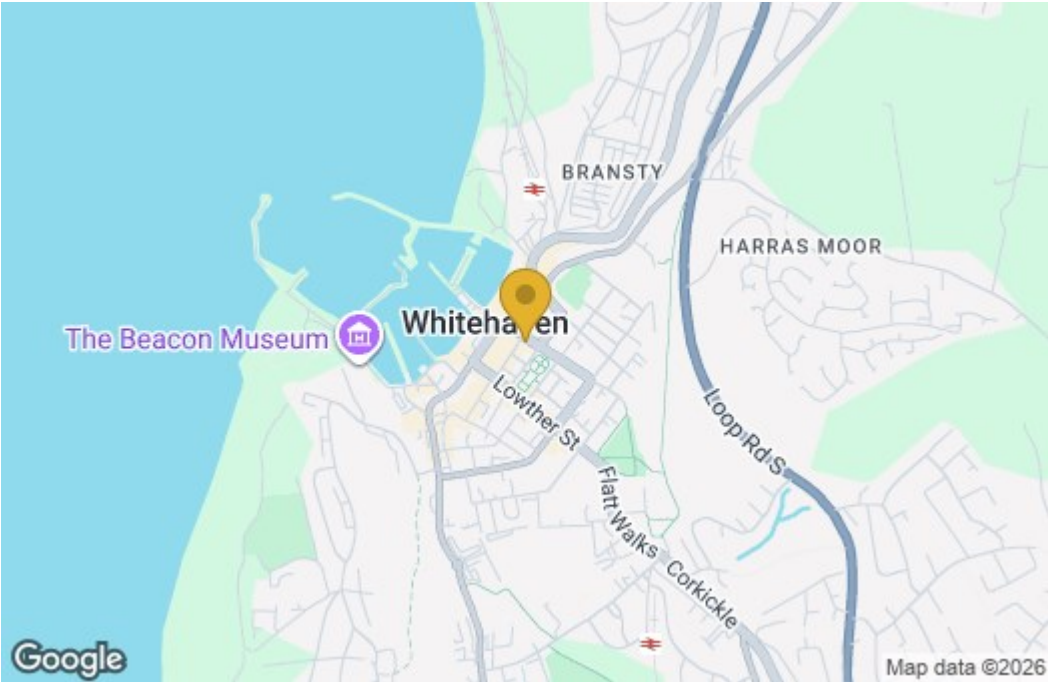 BRANSTY
HARRAS MOOR
Whitehaven
The Beacon Museum
Lowther St
Loop Rd S
Flatt Walks
Corkickle
Google
Map data ©2026